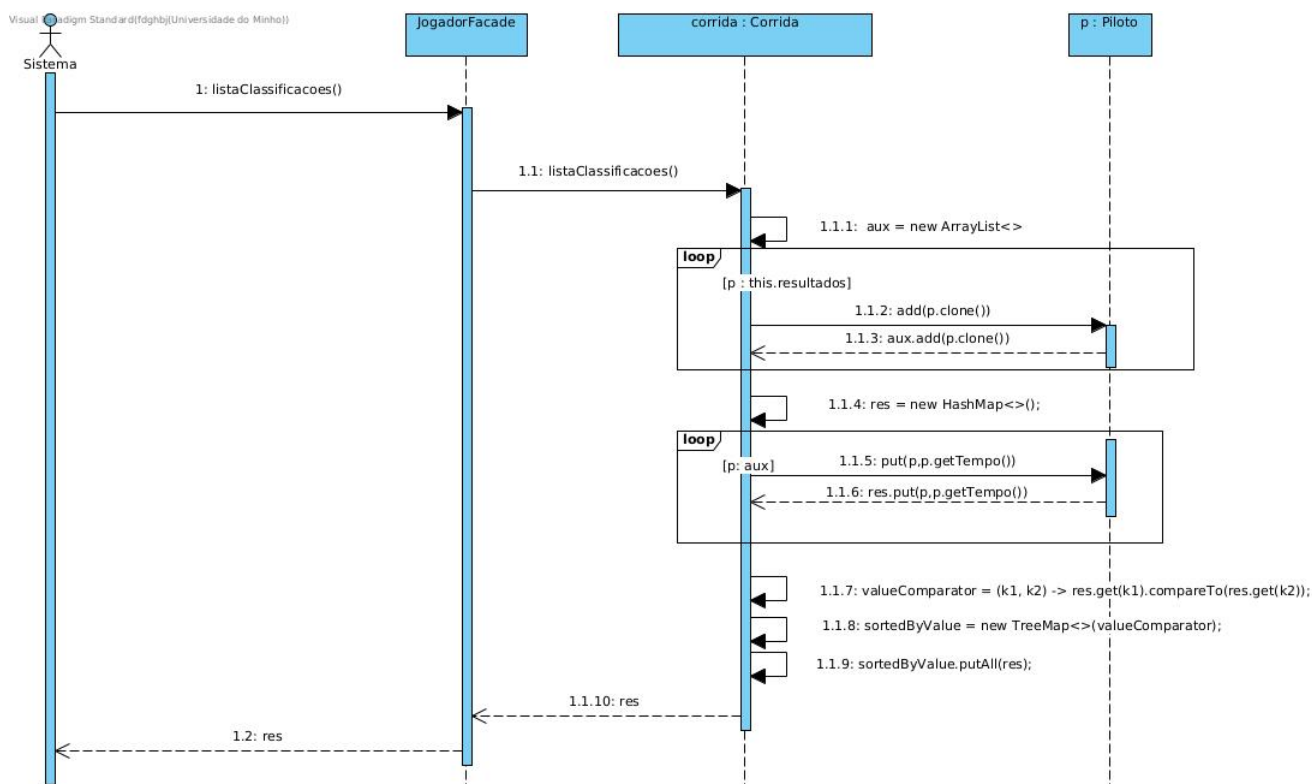 Visual Paradigm Standard(fdghbj(Universidade do Minho))
Sistema
JogadorFacade
corrida : Corrida
p : Piloto
1: listaClassificacoes()
1.1: listaClassificacoes()
1.1.1: aux = new ArrayList<>
loop
[p : this.resultados]
1.1.2: add(p.clone())
1.1.3: aux.add(p.clone())
1.1.4: res = new HashMap<>();
loop
[p: aux]
1.1.5: put(p,p.getTempo())
1.1.6: res.put(p,p.getTempo())
1.1.7: valueComparator = (k1, k2) -> res.get(k1).compareTo(res.get(k2));
1.1.8: sortedByValue = new TreeMap<>(valueComparator);
1.1.9: sortedByValue.putAll(res);
1.1.10: res
1.2: res